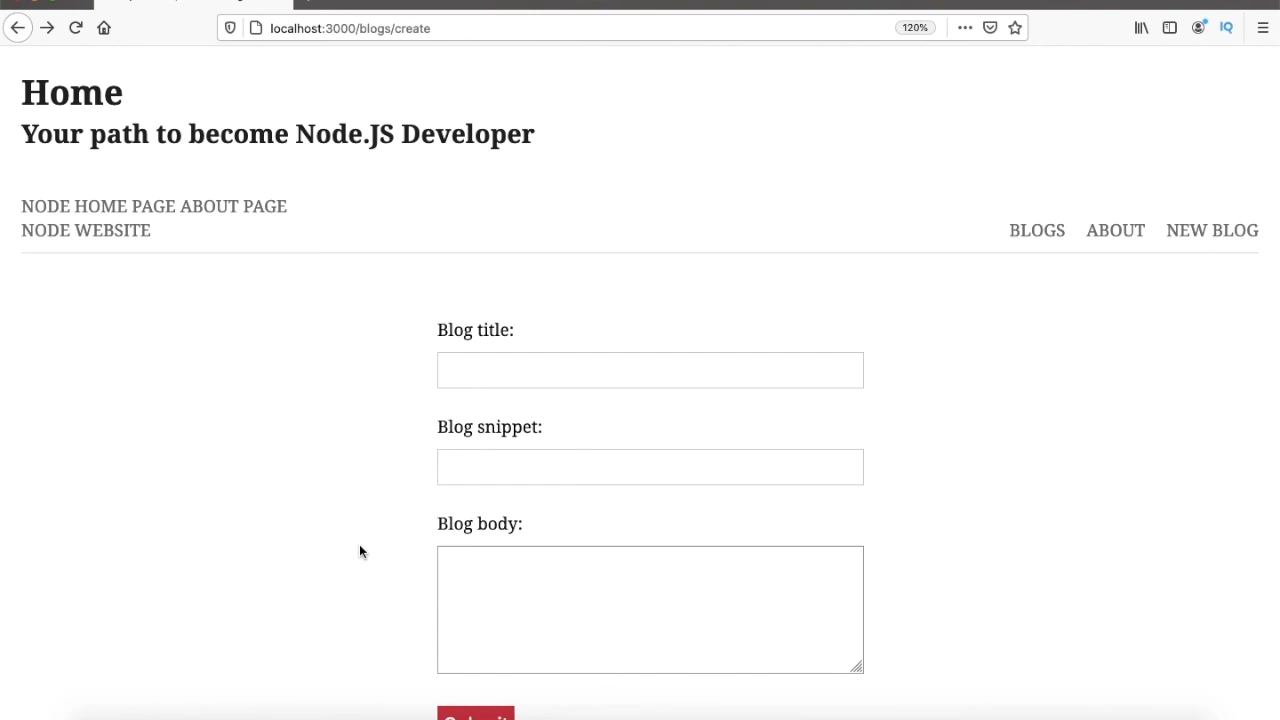 localhost:3000/blogs/create
120%
IQ
Home
Your path to become Node.JS Developer
NODE HOME PAGE ABOUT PAGE
NODE WEBSITE
BLOGS ABOUT NEW BLOG
Blog title:
Blog snippet:
Blog body: